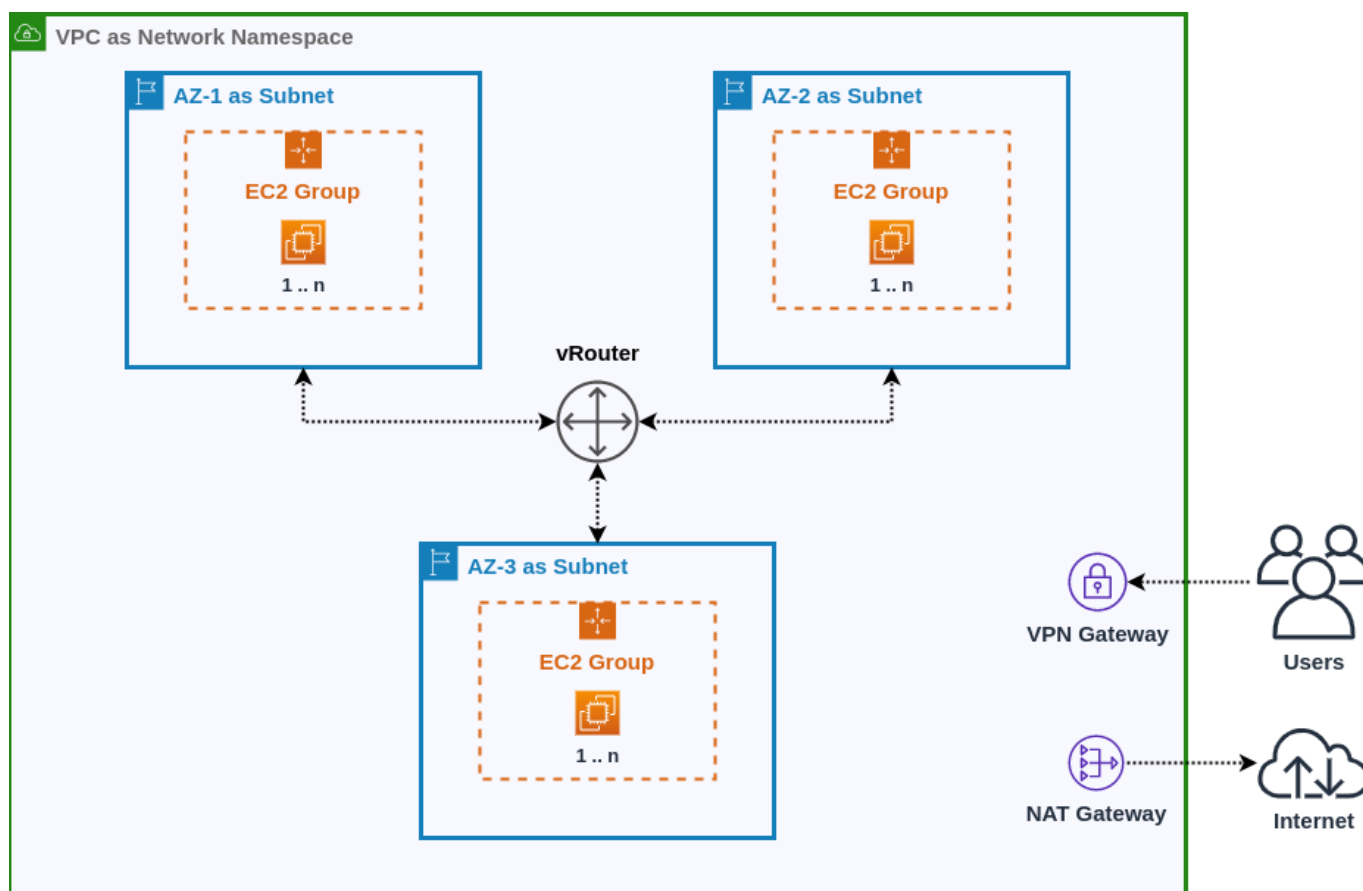 VPC as Network Namespace
AZ-1 as Subnet
EC2 Group
1 .. n
AZ-2 as Subnet
EC2 Group
1 .. n
vRouter
AZ-3 as Subnet
EC2 Group
1 .. n
VPN Gateway
Users
NAT Gateway
Internet